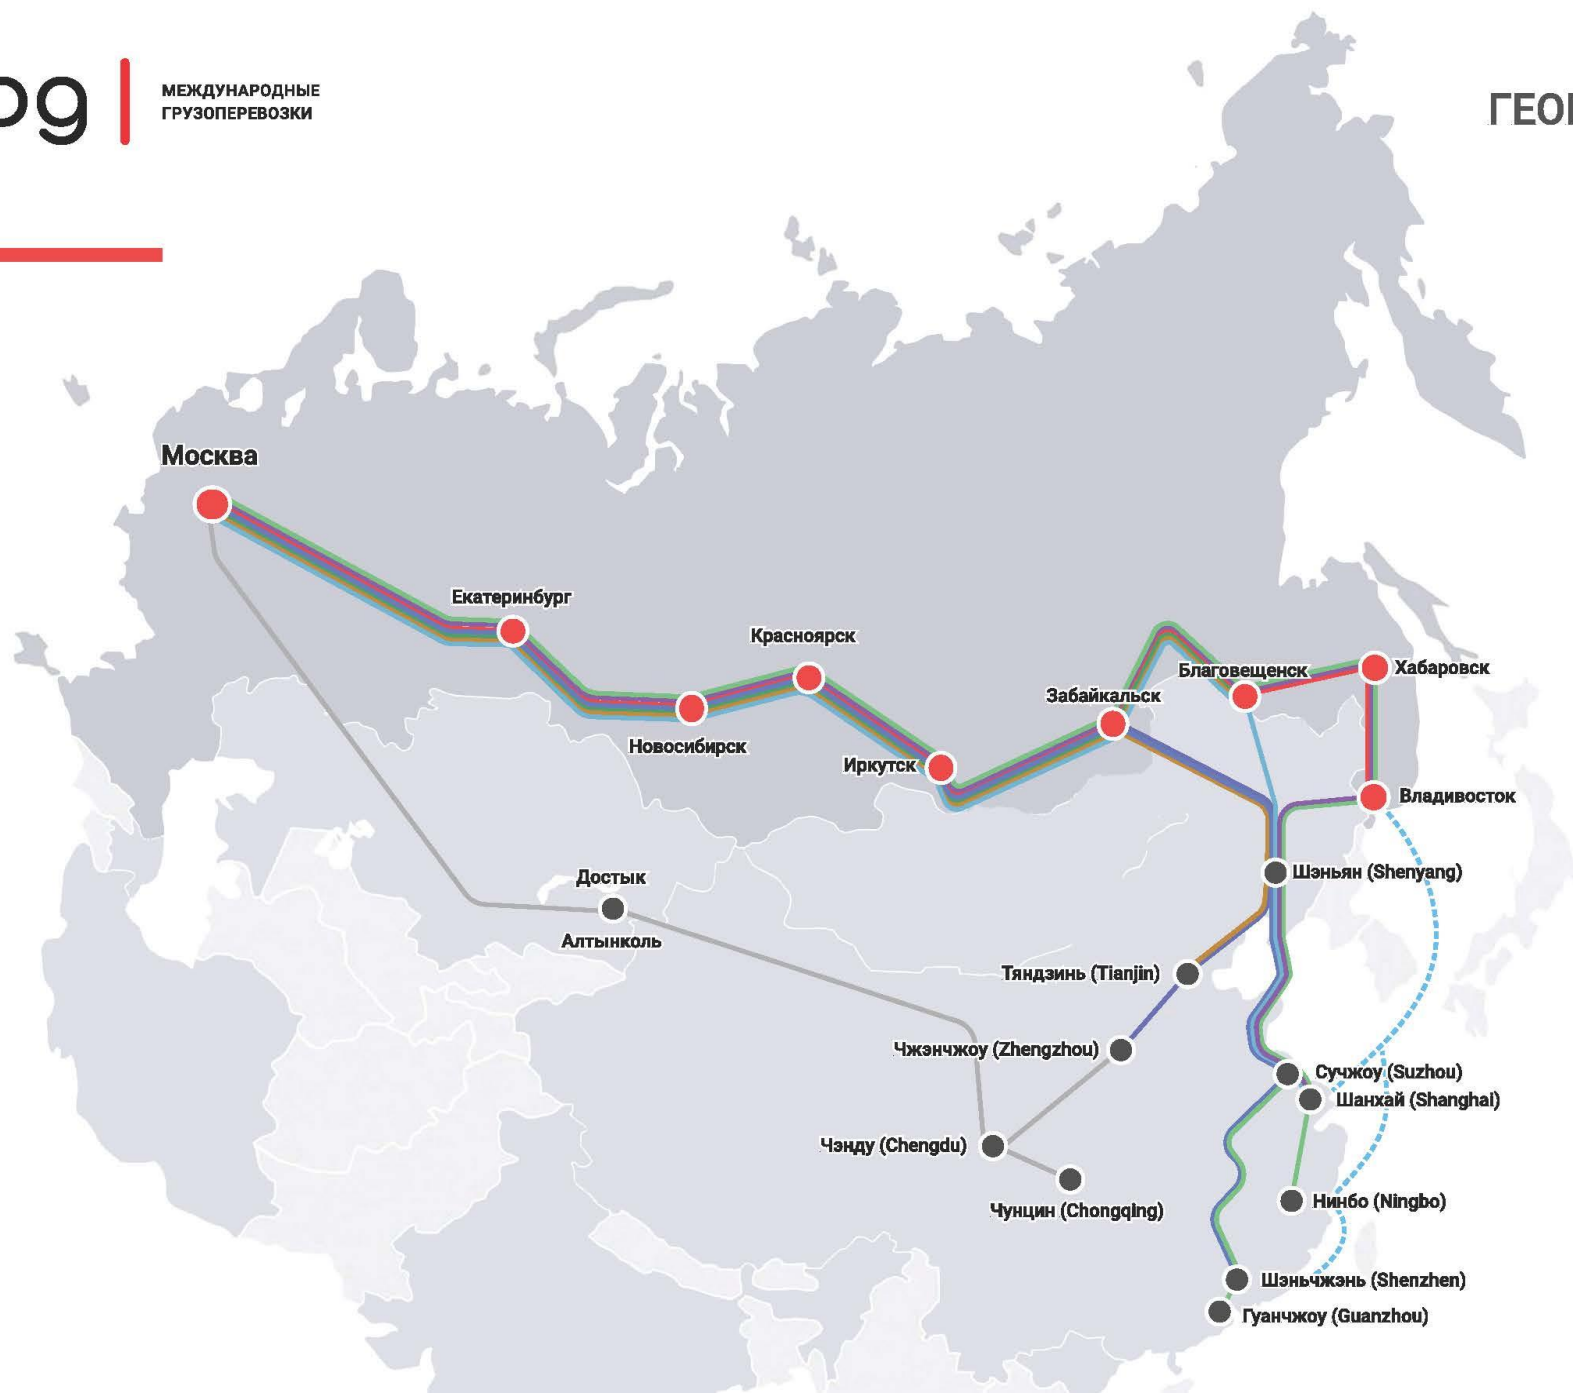 МЕЖДУНАРОДНЫЕ
ГРУЗОПЕРЕВОЗКИ
Москва
Екатеринбург
Красноярск
Новосибирск
Иркутск
Забайкальск
Благовещенск
Хабаровск
Владивосток
Достык
Алтынколь
Шэньян (Shenyang)
Тяндзинь (Tianjin)
Чжэнчжоу (Zhengzhou)
Сучжоу (Suzhou)
Шанхай (Shanghai)
Чэнду (Chengdu)
Чунцин (Chongqing)
Нинбо (Ningbo)
Шэньчжэнь (Shenzhen)
Гуанчжоу (Guanzhou)